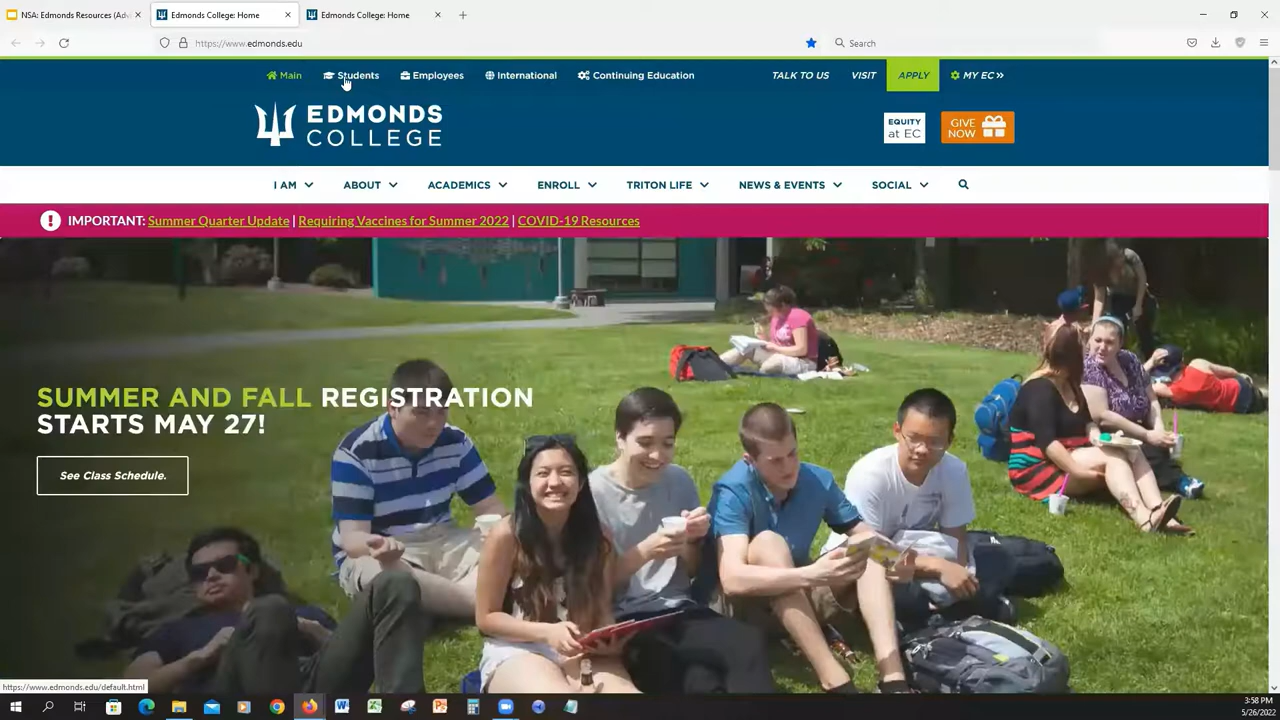 NSA: Edmonds Resources (Adv
Edmonds College: Home
Edmonds College: Home
https://www.edmonds.edu
Search
Main
Students
Employees
International
Continuing Education
TALK TO US
VISIT
APPLY
MY EC
EDMONDS
COLLEGE
EQUITY
at EC
GIVE
NOW
I AM
ABOUT
ACADEMICS
ENROLL
TRITON LIFE
NEWS & EVENTS
SOCIAL
IMPORTANT: Summer Quarter Update | Requiring Vaccines for Summer 2022 | COVID-19 Resources
SUMMER AND FALL REGISTRATION
STARTS MAY 27!
See Class Schedule.
https://www.edmonds.edu/default.html
3:58 PM
5/26/2022